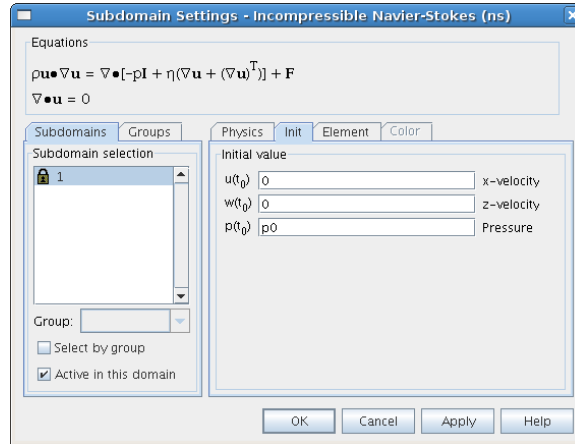 Subdomain Settings - Incompressible Navier-Stokes (ns)
Equations
ρu•∇u = ∇•[-pI + η(∇u + (∇u)ᵀ)] + F
∇•u = 0
Subdomains Groups
Subdomain selection
1
Group:
Select by group
Active in this domain
Physics Init Element Color
Initial value
u(t₀) 0 x-velocity
w(t₀) 0 z-velocity
p(t₀) p0 Pressure
OK Cancel Apply Help